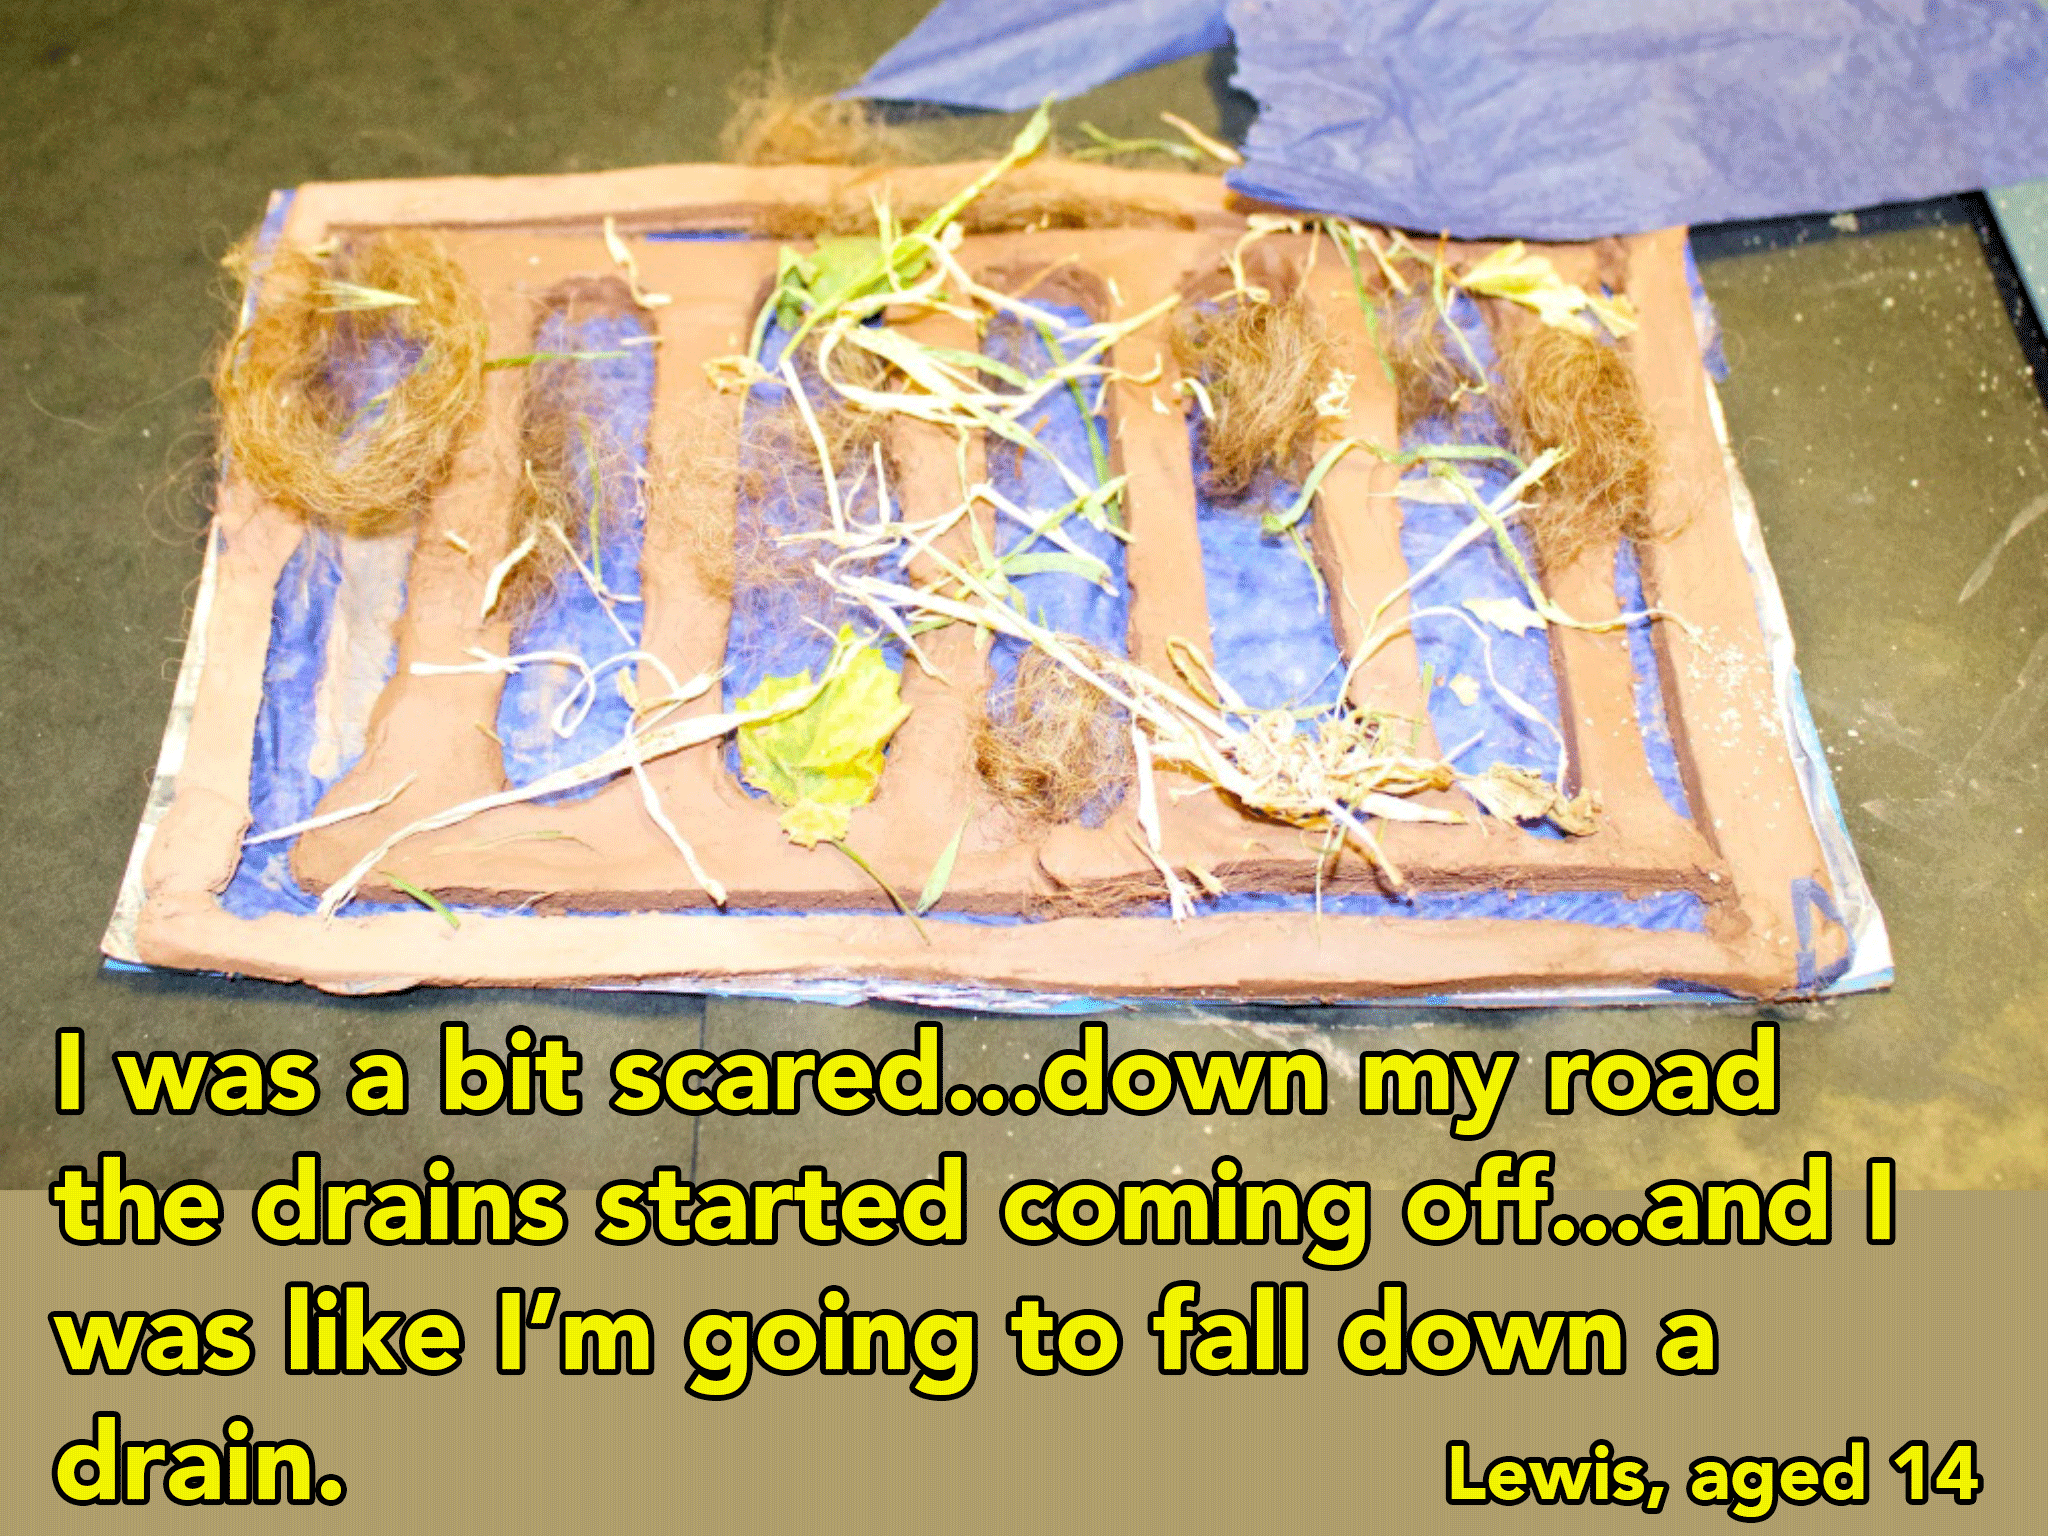 I was a bit scared...down my road
the drains started coming off...and I
was like I’m going to fall down a
drain.
Lewis, aged 14